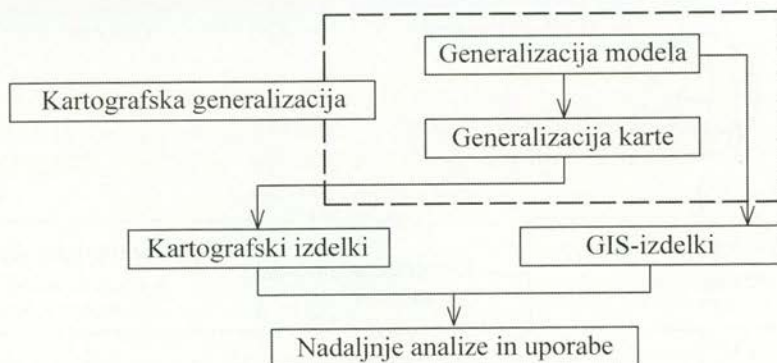 Generalizacija modela
Kartografska generalizacija
Generalizacija karte
Kartografski izdelki
GIS-izdelki
Nadaljnje analize in uporabe